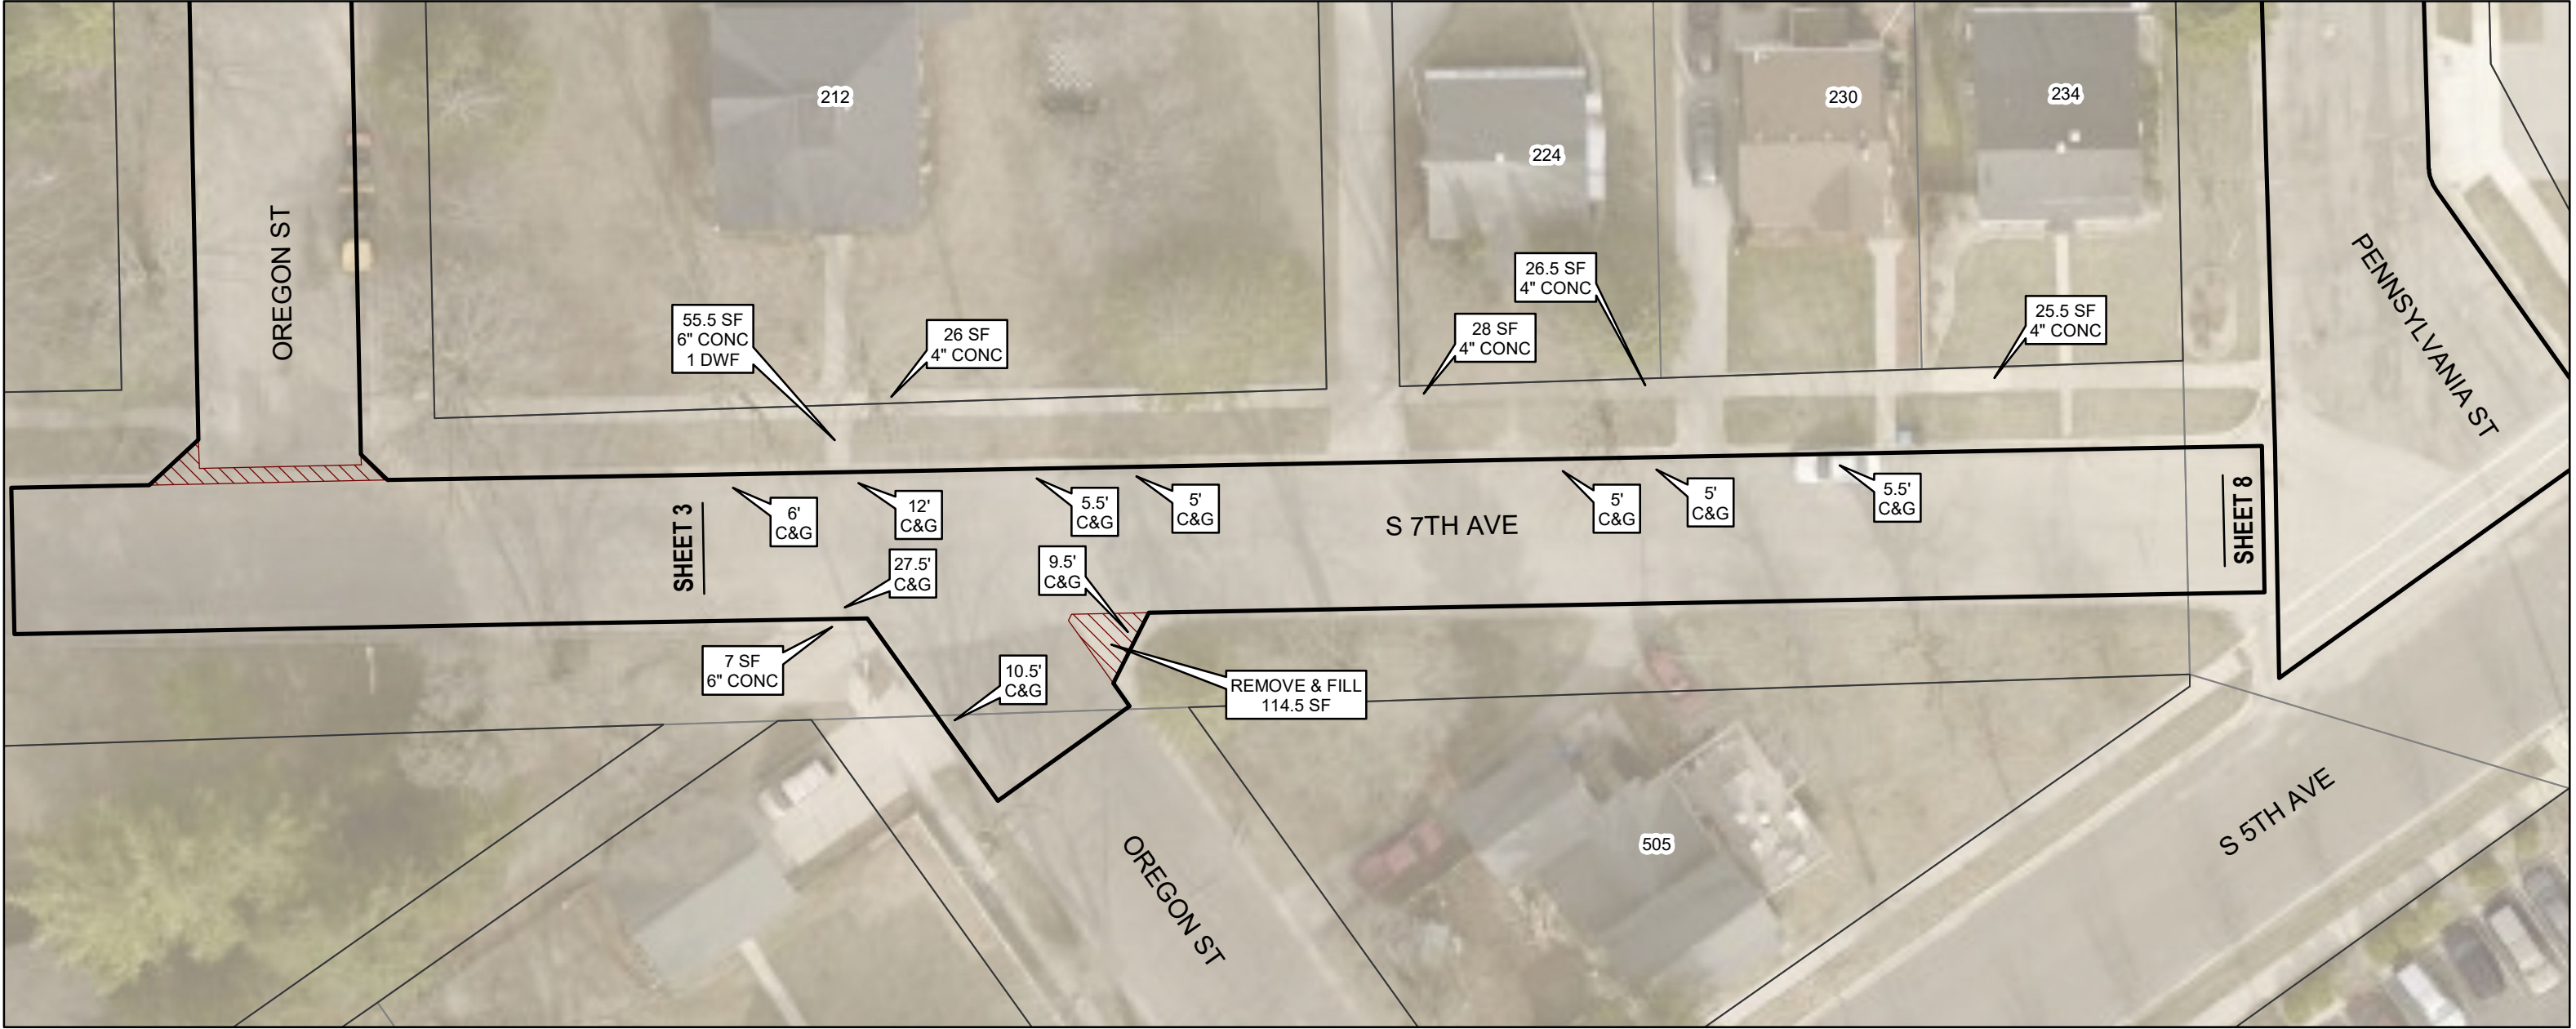 212
230
234
224
OREGON ST
PENNSYLVANIA ST
55.5 SF
6" CONC
1 DWF
26 SF
4" CONC
28 SF
4" CONC
26.5 SF
4" CONC
25.5 SF
4" CONC
SHEET 3
6'
C&G
12'
C&G
5.5'
C&G
5'
C&G
S 7TH AVE
5'
C&G
5'
C&G
5.5'
C&G
SHEET 8
27.5'
C&G
9.5'
C&G
7 SF
6" CONC
10.5'
C&G
REMOVE & FILL
114.5 SF
OREGON ST
505
S 5TH AVE